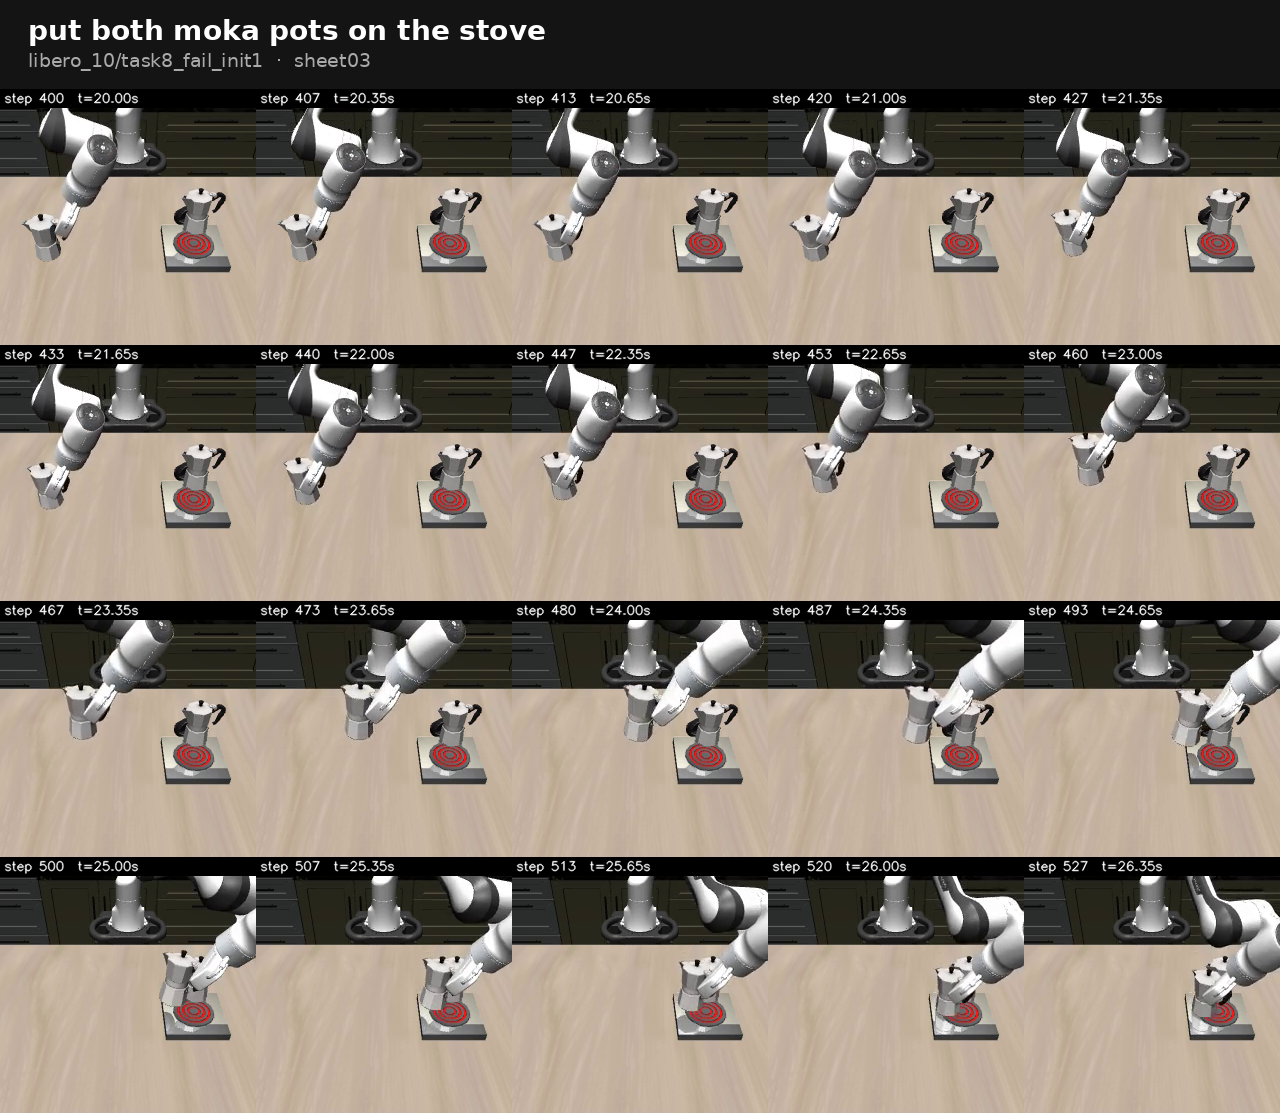 put both moka pots on the stove
libero_10/task8_fail_init1 · sheet03
step 400 t=20.00s
step 407 t=20.35s
step 413 t=20.65s
step 420 t=21.00s
step 427 t=21.35s
step 433 t=21.65s
step 440 t=22.00s
step 447 t=22.35s
step 453 t=22.65s
step 460 t=23.00s
step 467 t=23.35s
step 473 t=23.65s
step 480 t=24.00s
step 487 t=24.35s
step 493 t=24.65s
step 500 t=25.00s
step 507 t=25.35s
step 513 t=25.65s
step 520 t=26.00s
step 527 t=26.35s